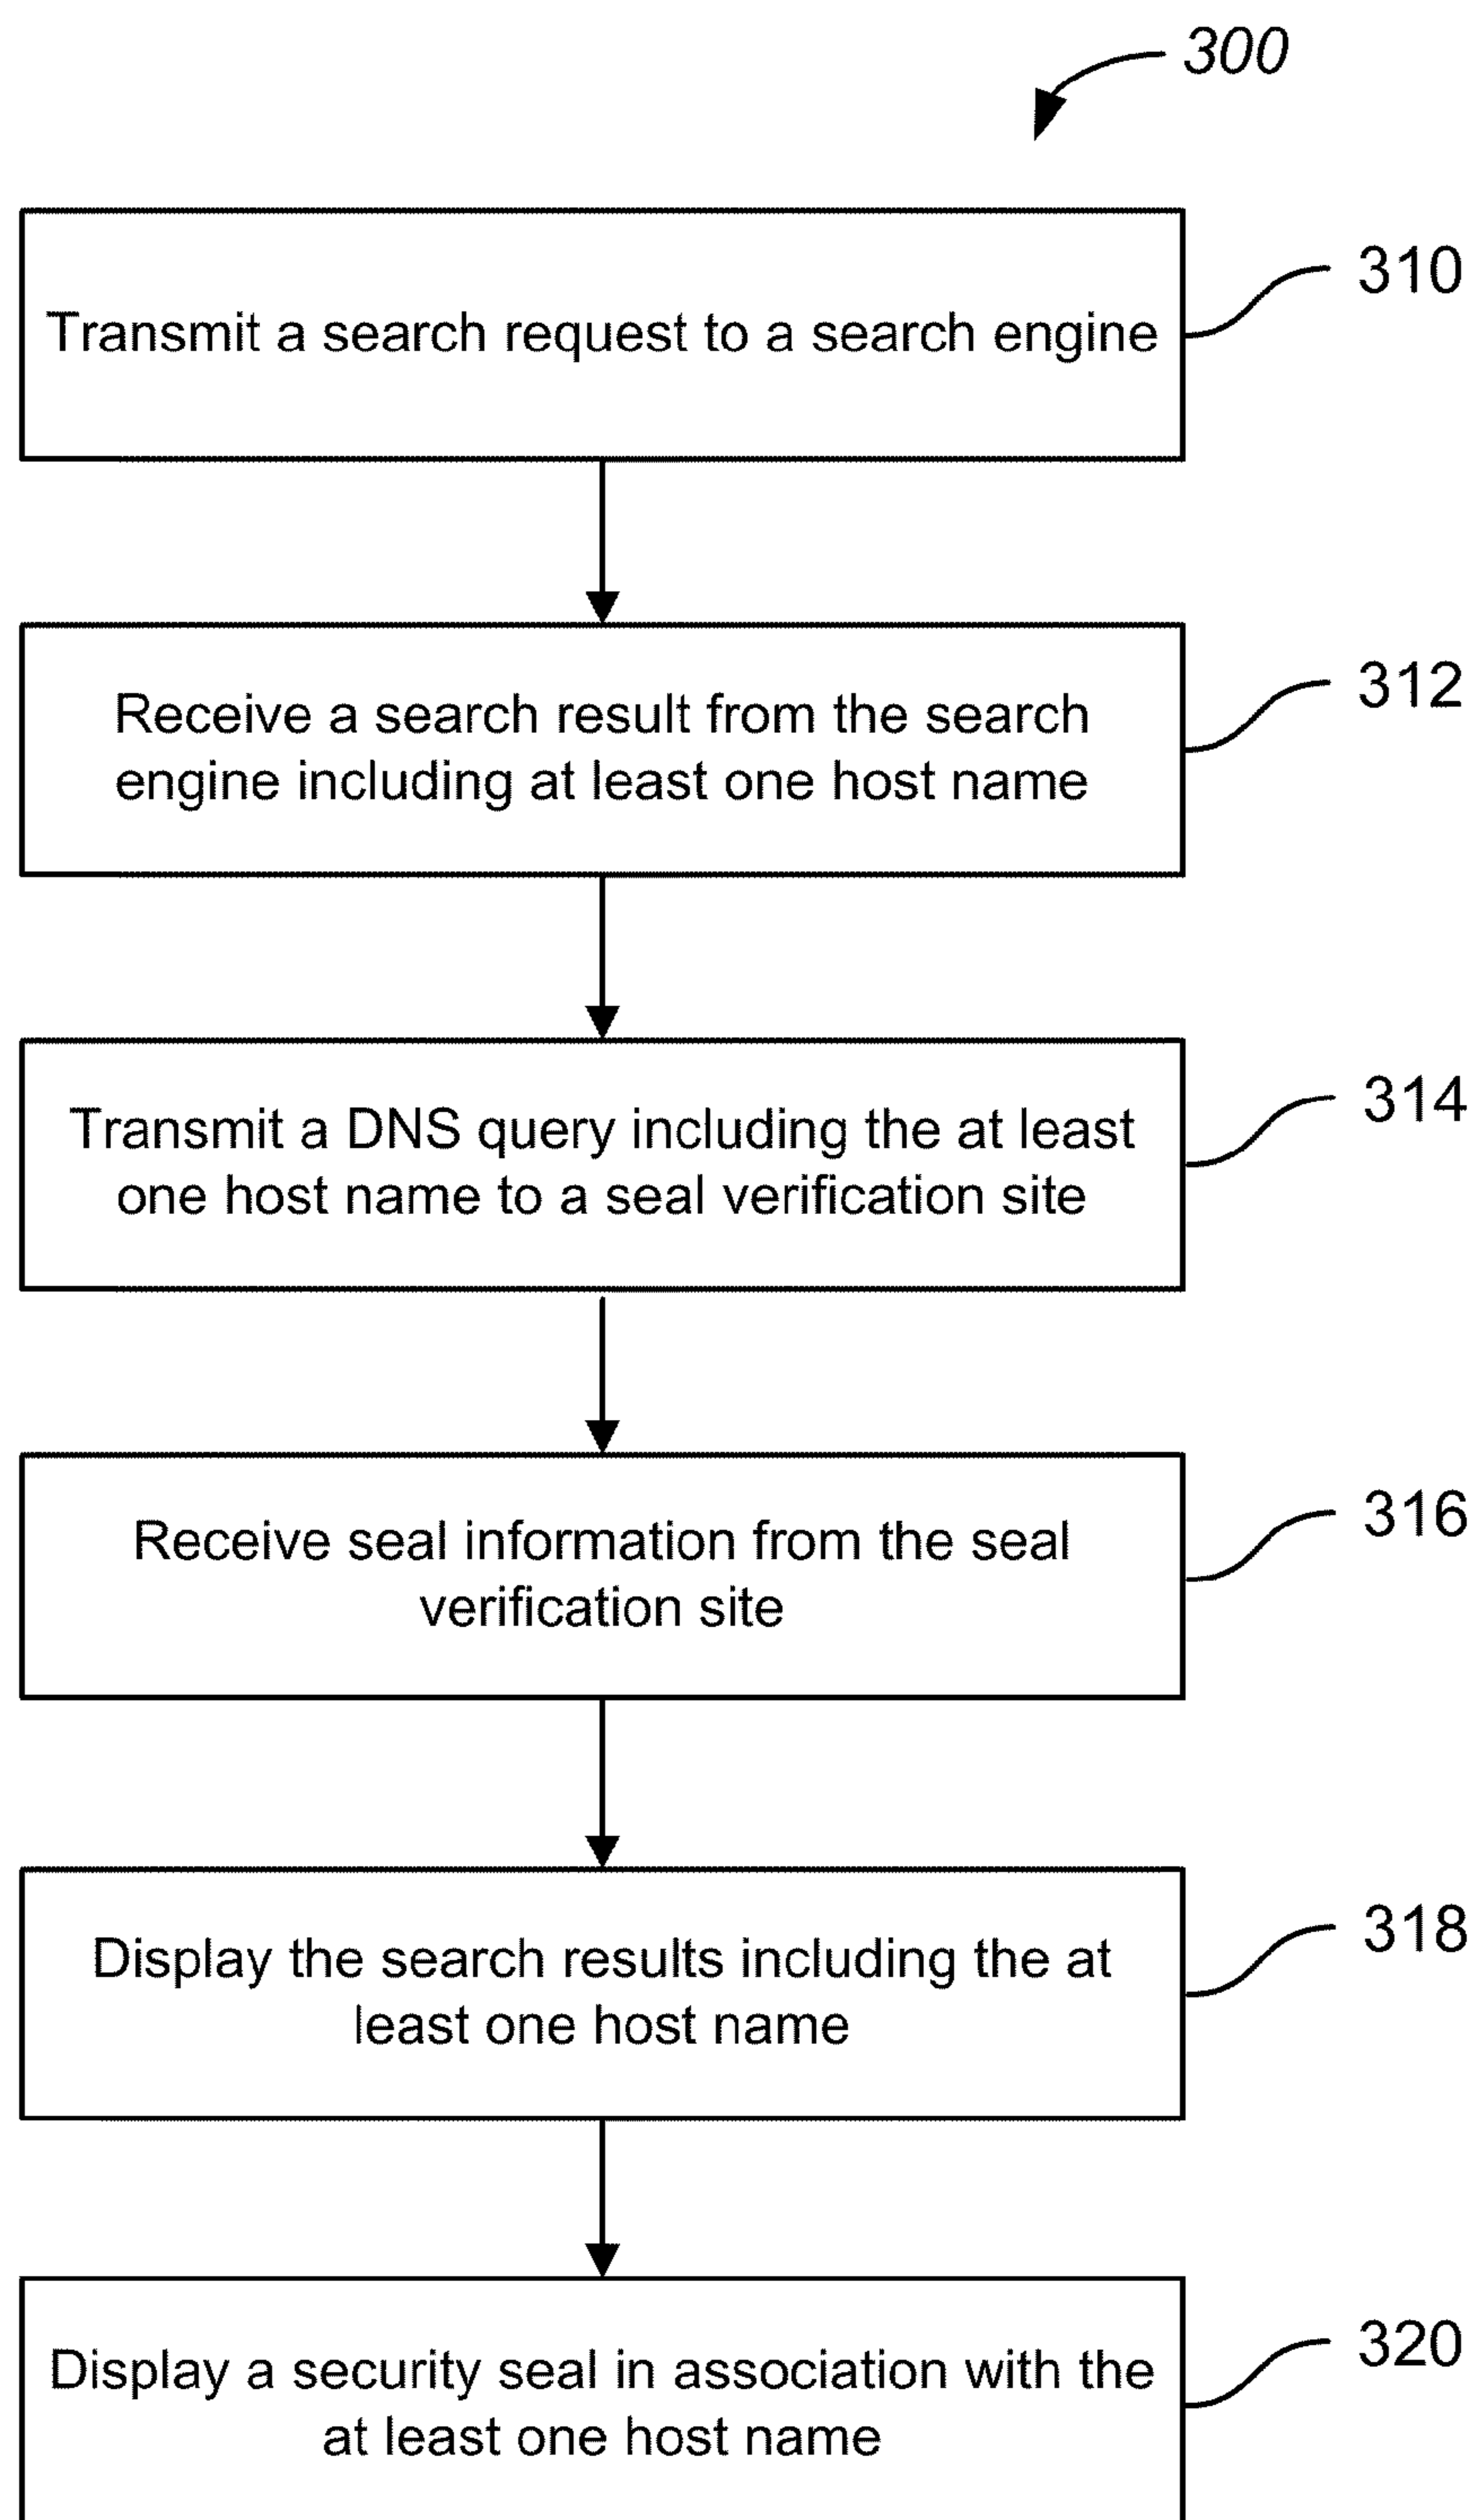 300
Transmit a search request to a search engine
310
Receive a search result from the search
engine including at least one host name
312
Transmit a DNS query including the at least
one host name to a seal verification site
314
Receive seal information from the seal
verification site
316
Display the search results including the at
least one host name
318
Display a security seal in association with the
at least one host name
320